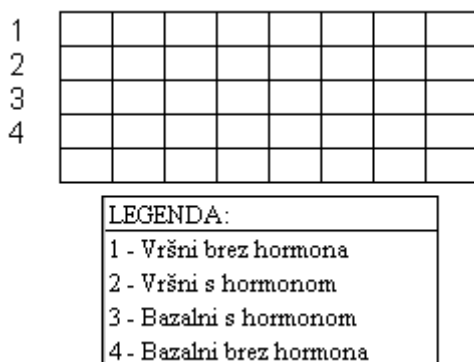 1
2
3
4
LEGENDA:
1 - Vršni brez hormona
2 - Vršni s hormonom
3 - Bazalni s hormonom
4 - Bazalni brez hormona